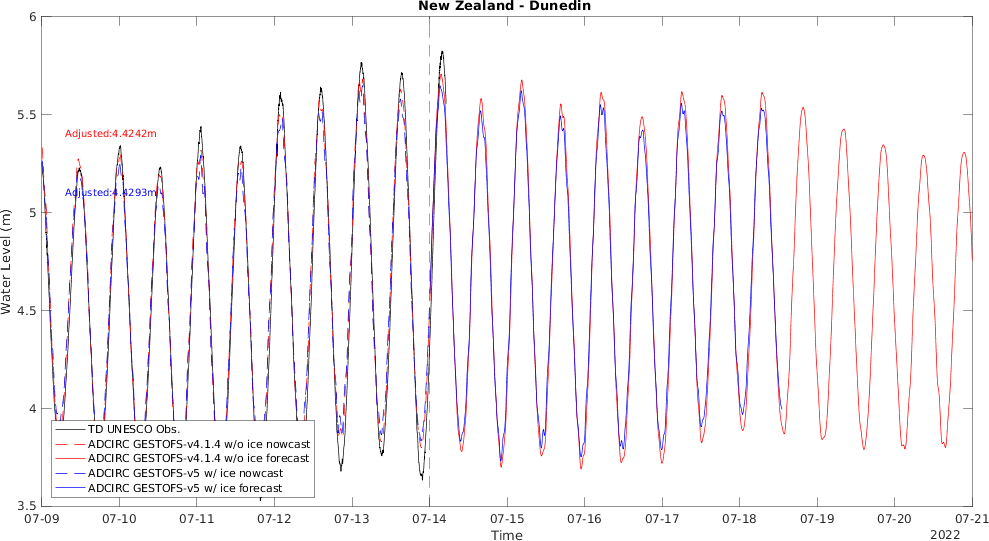 New Zealand - Dunedin
6
5.5
5
4.5
4
3.5
Water Level (m)
Adjusted:4.4242m
Adjusted:4.4293m
TD UNESCO Obs.
ADCIRC GESTOFS-v4.1.4 w/o ice nowcast
ADCIRC GESTOFS-v4.1.4 w/o ice forecast
ADCIRC GESTOFS-v5 w/ ice nowcast
ADCIRC GESTOFS-v5 w/ ice forecast
07-09 07-10 07-11 07-12 07-13 07-14 07-15 07-16 07-17 07-18 07-19 07-20 07-21
Time
2022